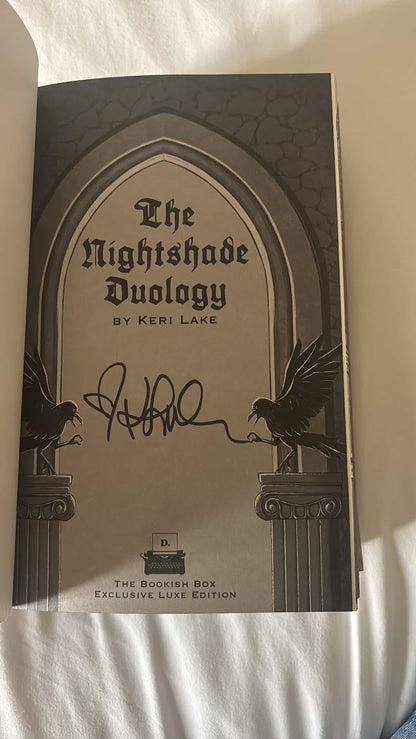 The
Nightshade
Duology
BY KERI LAKE
D.
THE BOOKISH BOX
EXCLUSIVE LUXE EDITION